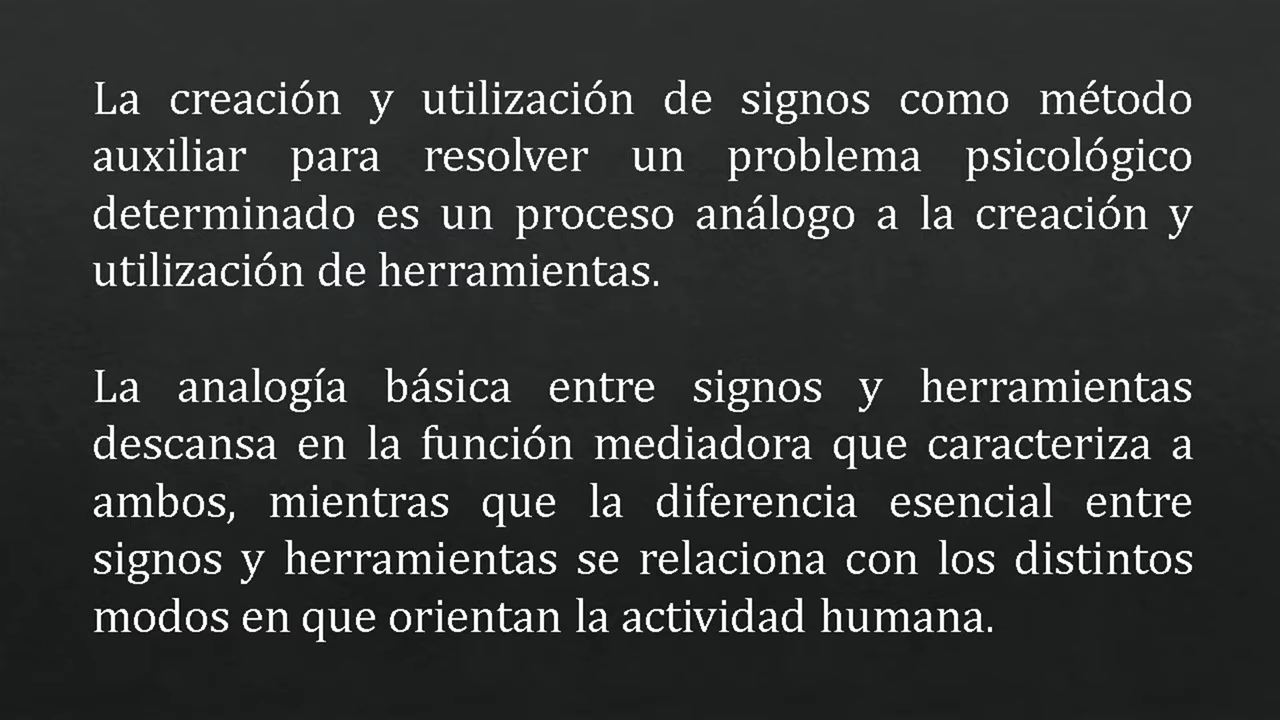 La creación y utilización de signos como método
auxiliar para resolver un problema psicológico
determinado es un proceso análogo a la creación y
utilización de herramientas.
La analogía básica entre signos y herramientas
descansa en la función mediadora que caracteriza a
ambos, mientras que la diferencia esencial entre
signos y herramientas se relaciona con los distintos
modos en que orientan la actividad humana.